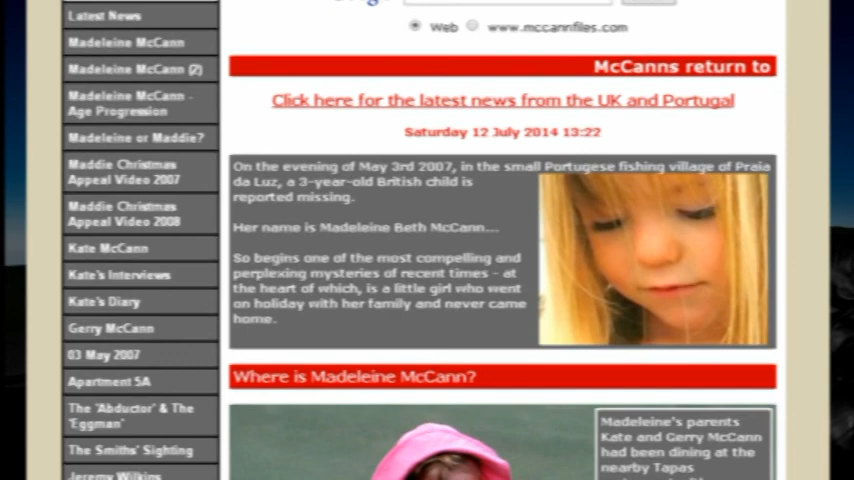 Latest News
Madeleine McCann
Madeleine McCann (2)
Madeleine McCann -
Age Progression
Madeleine or Maddie?
Maddie Christmas
Appeal Video 2007
Maddie Christmas
Appeal Video 2008
Kate McCann
Kate's Interviews
Kate's Diary
Gerry McCann
03 May 2007
Apartment 5A
The 'Abductor' & The
'Eggman'
The Smiths' Sighting
Jeremy Wilkins
Web www.mccannfiles.com
McCanns return to
Click here for the latest news from the UK and Portugal
Saturday 12 July 2014 13:22
On the evening of May 3rd 2007, in the small Portugese fishing village of Praia
da Luz, a 3-year-old British child is
reported missing.
Her name is Madeleine Beth McCann...
So begins one of the most compelling and
perplexing mysteries of recent times - at
the heart of which, is a little girl who went
on holiday with her family and never came
home.
Where is Madeleine McCann?
Madeleine's parents
Kate and Gerry McCann
had been dining at the
nearby Tapas